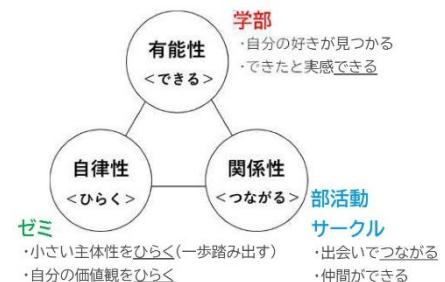 学部
・自分の好きが見つかる
・できたと実感できる
有能性
<できる>
自律性
<ひらく>
関係性
<つながる>
部活動
サークル
ゼミ
・小さい主体性をひらく(一歩踏み出す)
・自分の価値観をひらく
・出会いでつながる
・仲間ができる